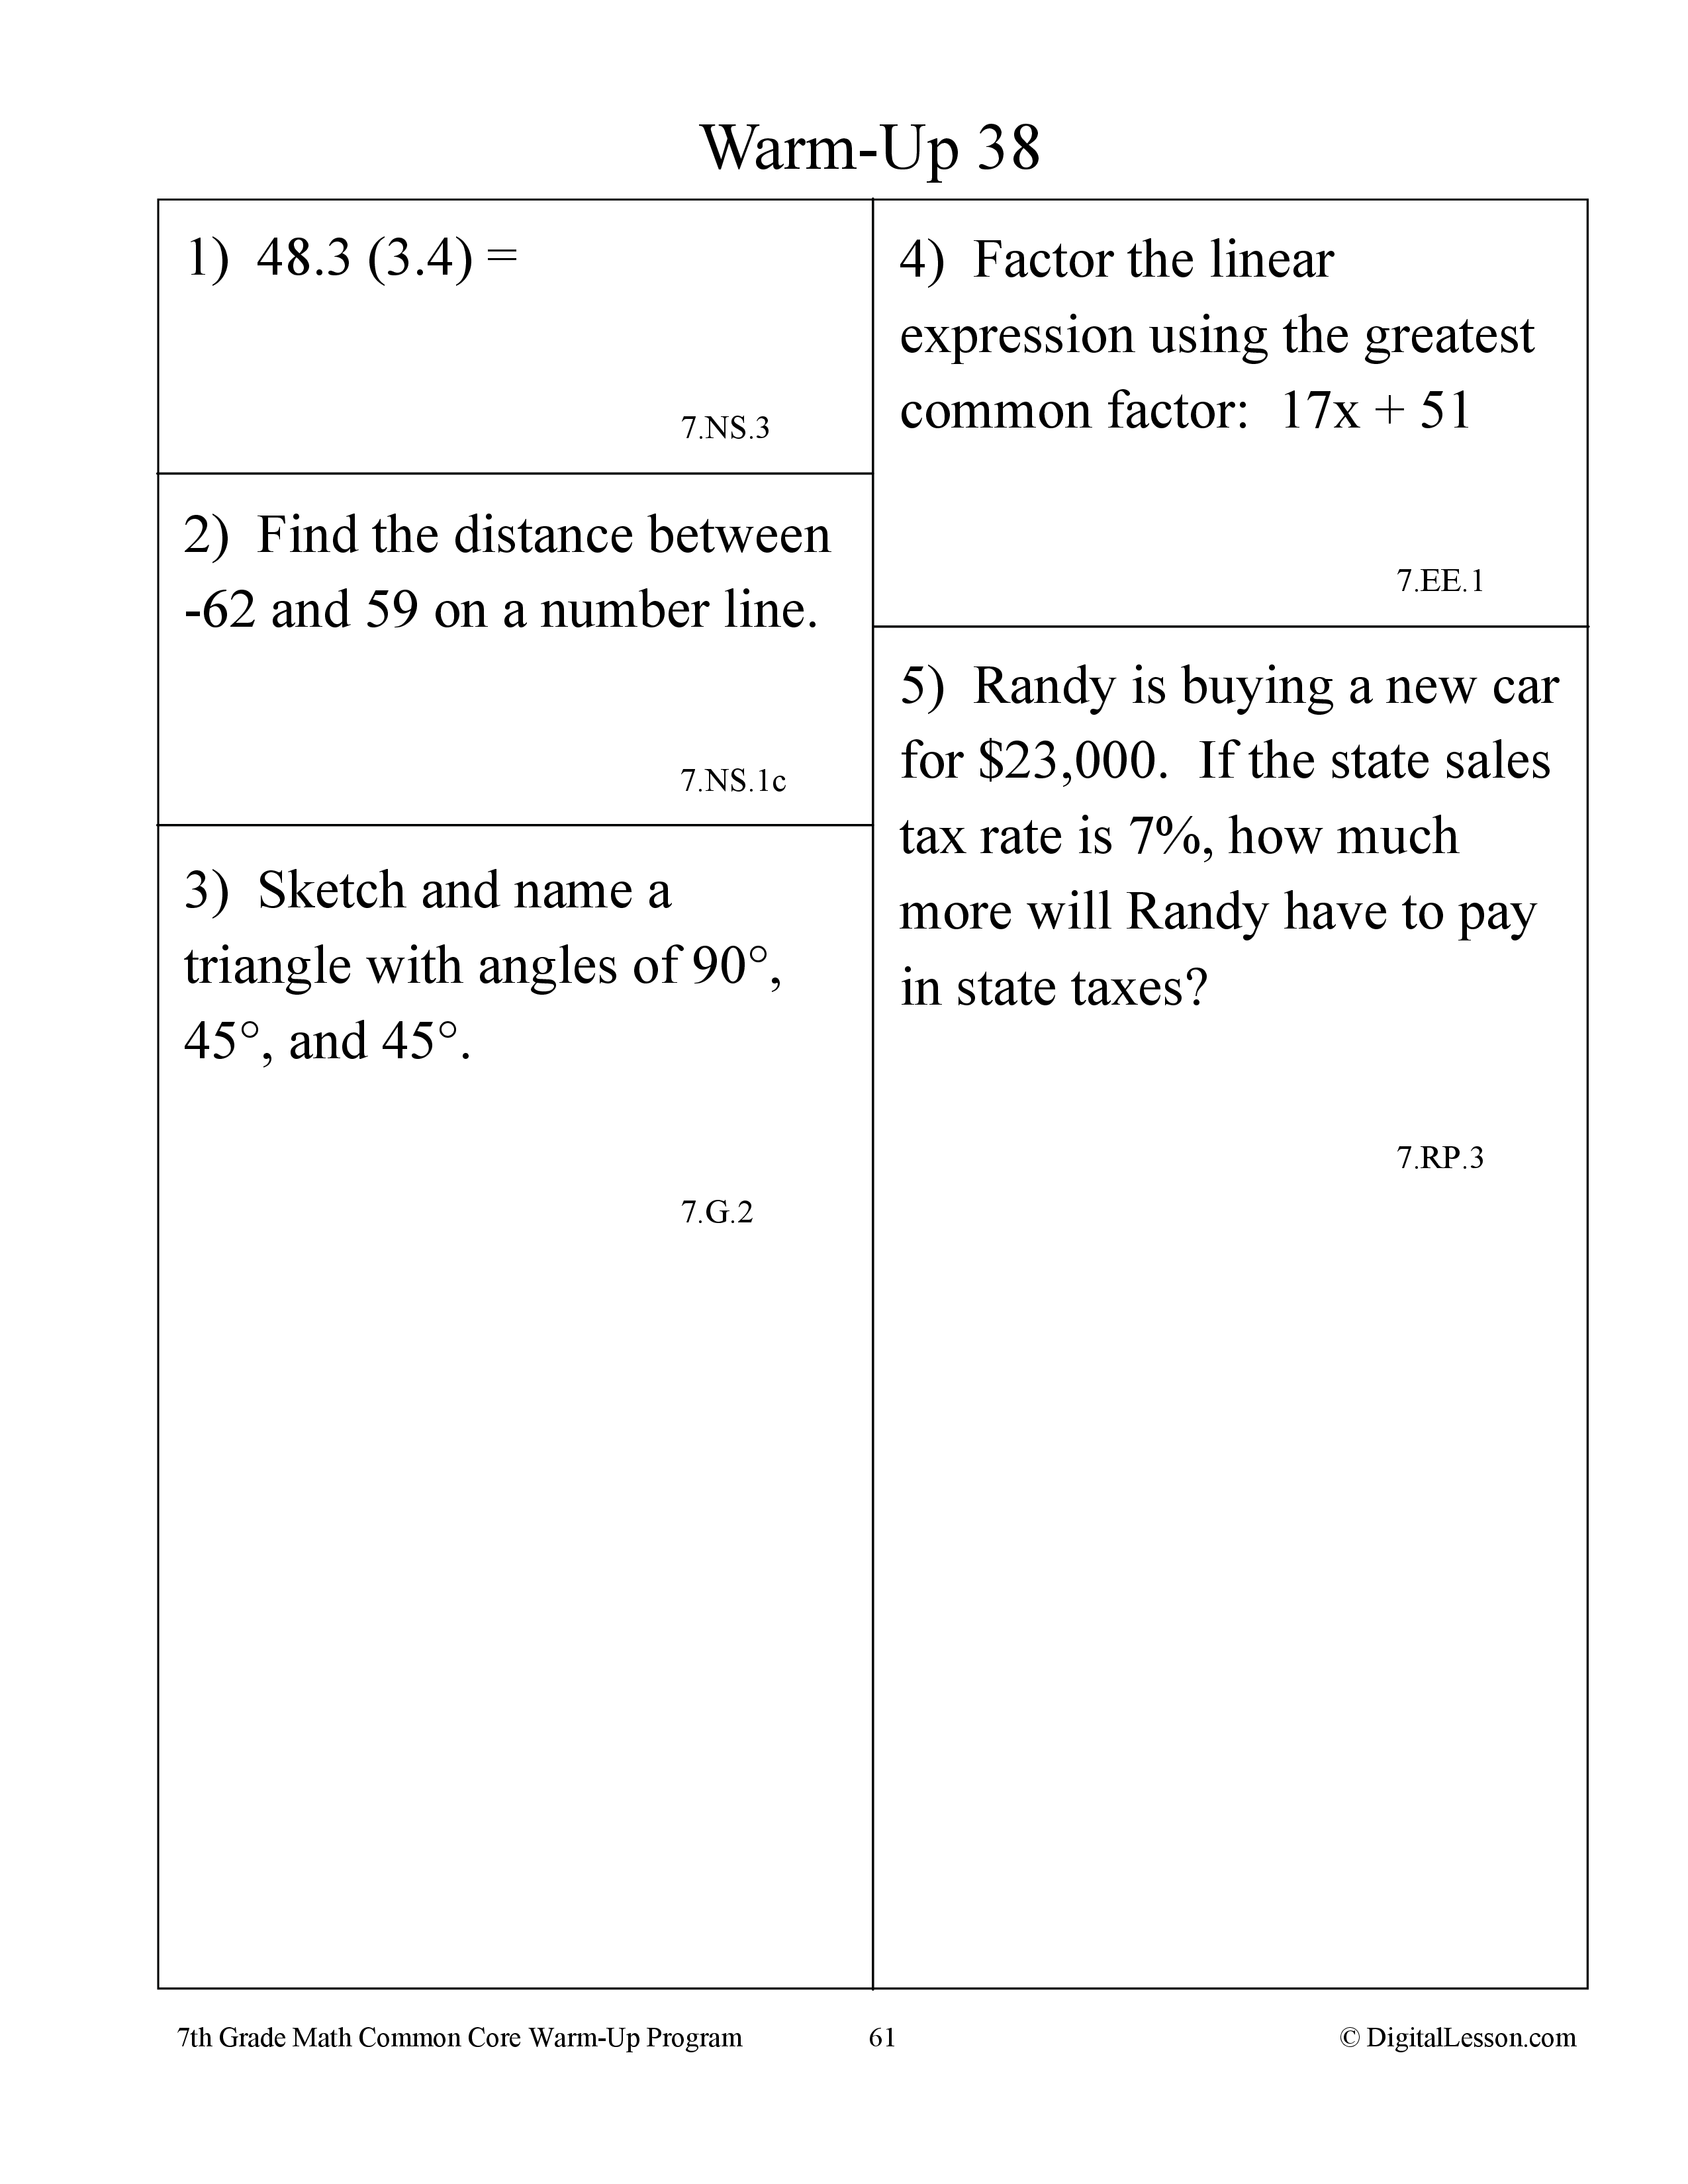 Warm-Up 38
1)  48.3 (3.4) =
7.NS.3
2)  Find the distance between
-62 and 59 on a number line.
7.NS.1c
3)  Sketch and name a
triangle with angles of 90°,
45°, and 45°.
7.G.2
4)  Factor the linear
expression using the greatest
common factor:  17x + 51
7.EE.1
5)  Randy is buying a new car
for $23,000.  If the state sales
tax rate is 7%, how much
more will Randy have to pay
in state taxes?
7.RP.3
7th Grade Math Common Core Warm-Up Program
61
© DigitalLesson.com